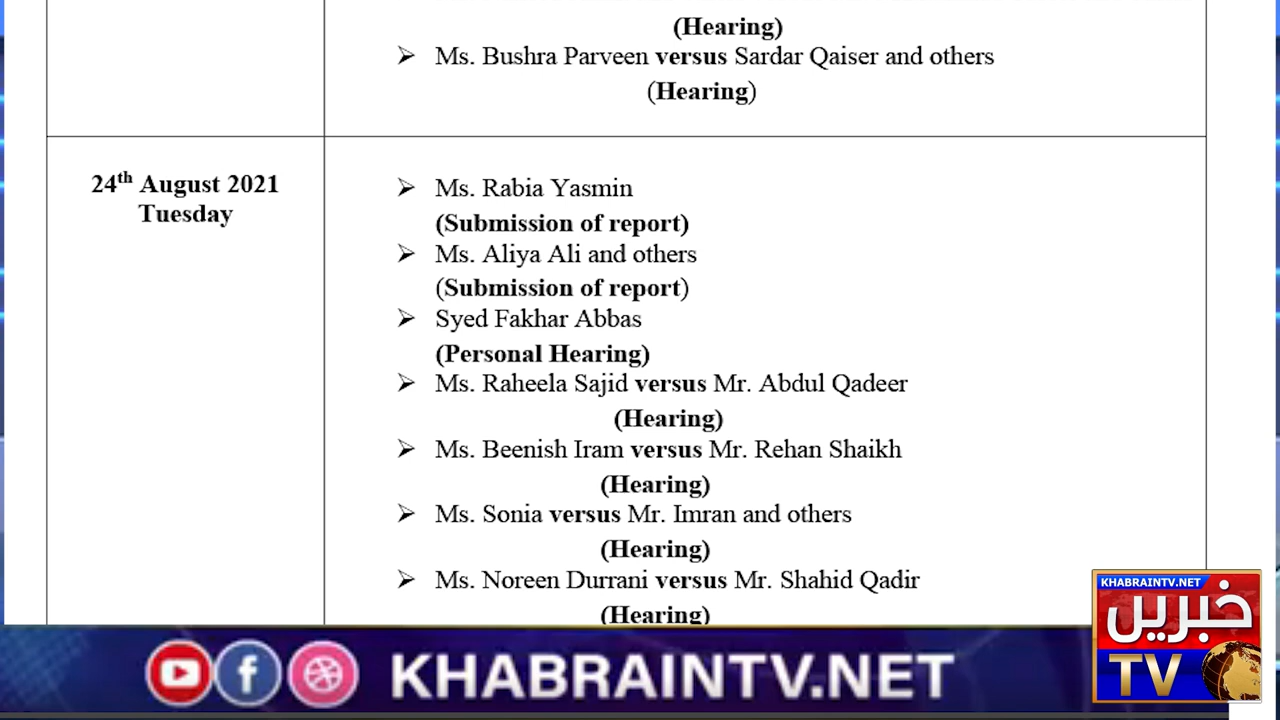 (Hearing)
➢ Ms. Bushra Parveen versus Sardar Qaiser and others
(Hearing)
24th August 2021
Tuesday
➢ Ms. Rabia Yasmin
(Submission of report)
➢ Ms. Aliya Ali and others
(Submission of report)
➢ Syed Fakhar Abbas
(Personal Hearing)
➢ Ms. Raheela Sajid versus Mr. Abdul Qadeer
(Hearing)
➢ Ms. Beenish Iram versus Mr. Rehan Shaikh
(Hearing)
➢ Ms. Sonia versus Mr. Imran and others
(Hearing)
➢ Ms. Noreen Durrani versus Mr. Shahid Qadir
(Hearing)
KHABRAINTV.NET
KHABRAINTV.NET
خبریں
TV